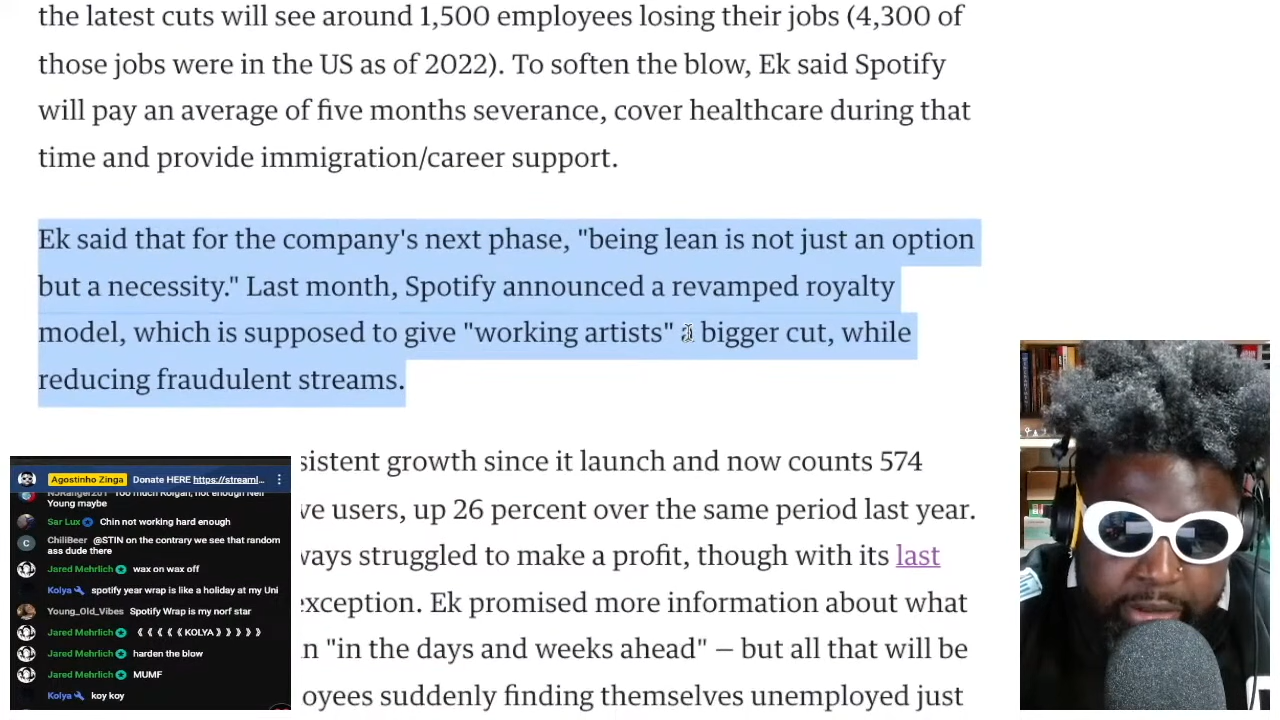 the latest cuts will see around 1,500 employees losing their jobs (4,300 of
those jobs were in the US as of 2022). To soften the blow, Ek said Spotify
will pay an average of five months severance, cover healthcare during that
time and provide immigration/career support.
Ek said that for the company's next phase, "being lean is not just an option
but a necessity." Last month, Spotify announced a revamped royalty
model, which is supposed to give "working artists" a bigger cut, while
reducing fraudulent streams.
sistent growth since it launch and now counts 574
ve users, up 26 percent over the same period last year.
ways struggled to make a profit, though with its last
exception. Ek promised more information about what
n "in the days and weeks ahead" — but all that will be
oyees suddenly finding themselves unemployed just
Agostinho Zinga Donate HERE https://streaml...
Too much Rolgan, not enough Neil
Young maybe
Sar Lux Chin not working hard enough
ChiliBeer @STIN on the contrary we see that random
ass dude there
Jared Mehrlich wax on wax off
Kolya spotify year wrap is like a holiday at my Uni
Young_Old_Vibes Spotify Wrap is my norf star
Jared Mehrlich 《《《《《KOLYA》》》》》
Jared Mehrlich harden the blow
Jared Mehrlich MUMF
Kolya koy koy